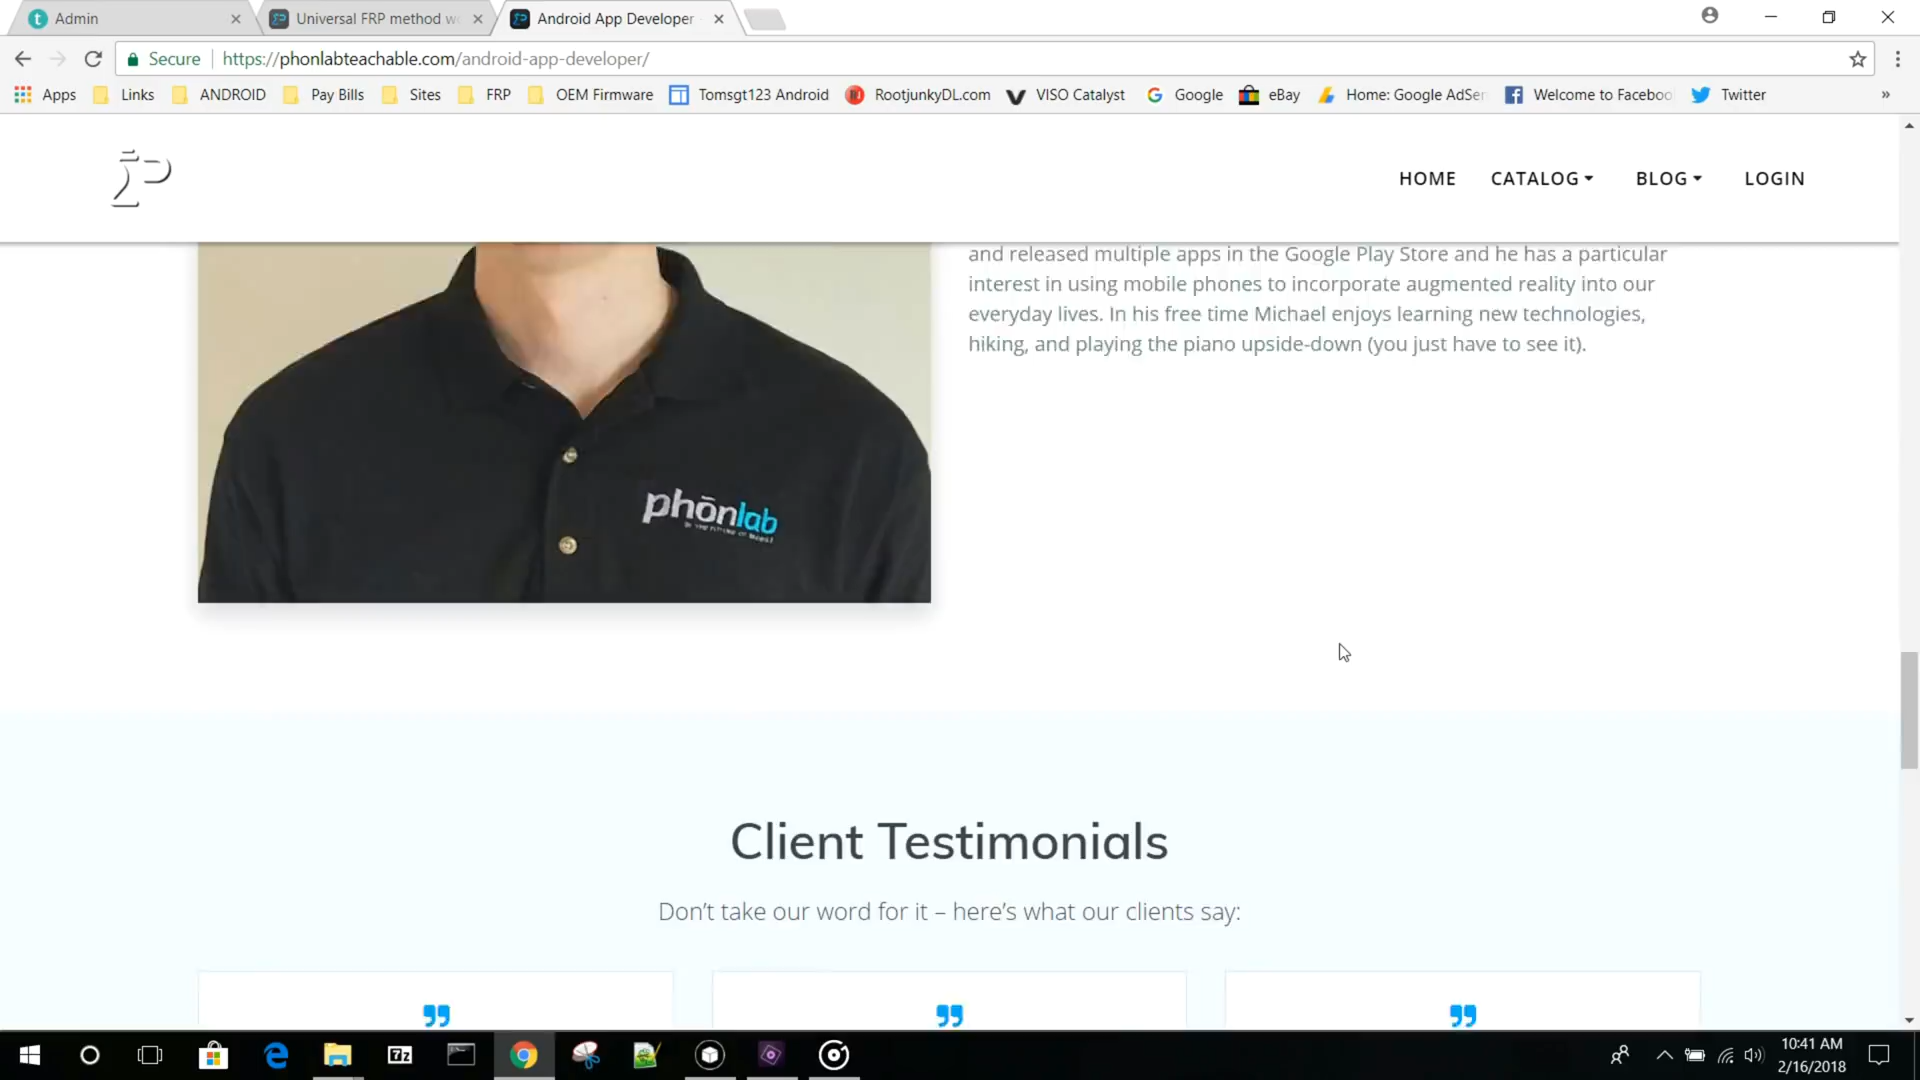 Admin
Universal FRP method w
Android App Developer
Secure
https://phonlabteachable.com/android-app-developer/
Apps
Links
ANDROID
Pay Bills
Sites
FRP
OEM Firmware
Tomsgt123 Android
RootjunkyDL.com
VISO Catalyst
Google
eBay
Home: Google AdSen
Welcome to Faceboo
Twitter
»
HOME
CATALOG
BLOG
LOGIN
and released multiple apps in the Google Play Store and he has a particular
interest in using mobile phones to incorporate augmented reality into our
everyday lives. In his free time Michael enjoys learning new technologies,
hiking, and playing the piano upside-down (you just have to see it).
phōnlab
Client Testimonials
Don't take our word for it – here's what our clients say:
10:41 AM
2/16/2018